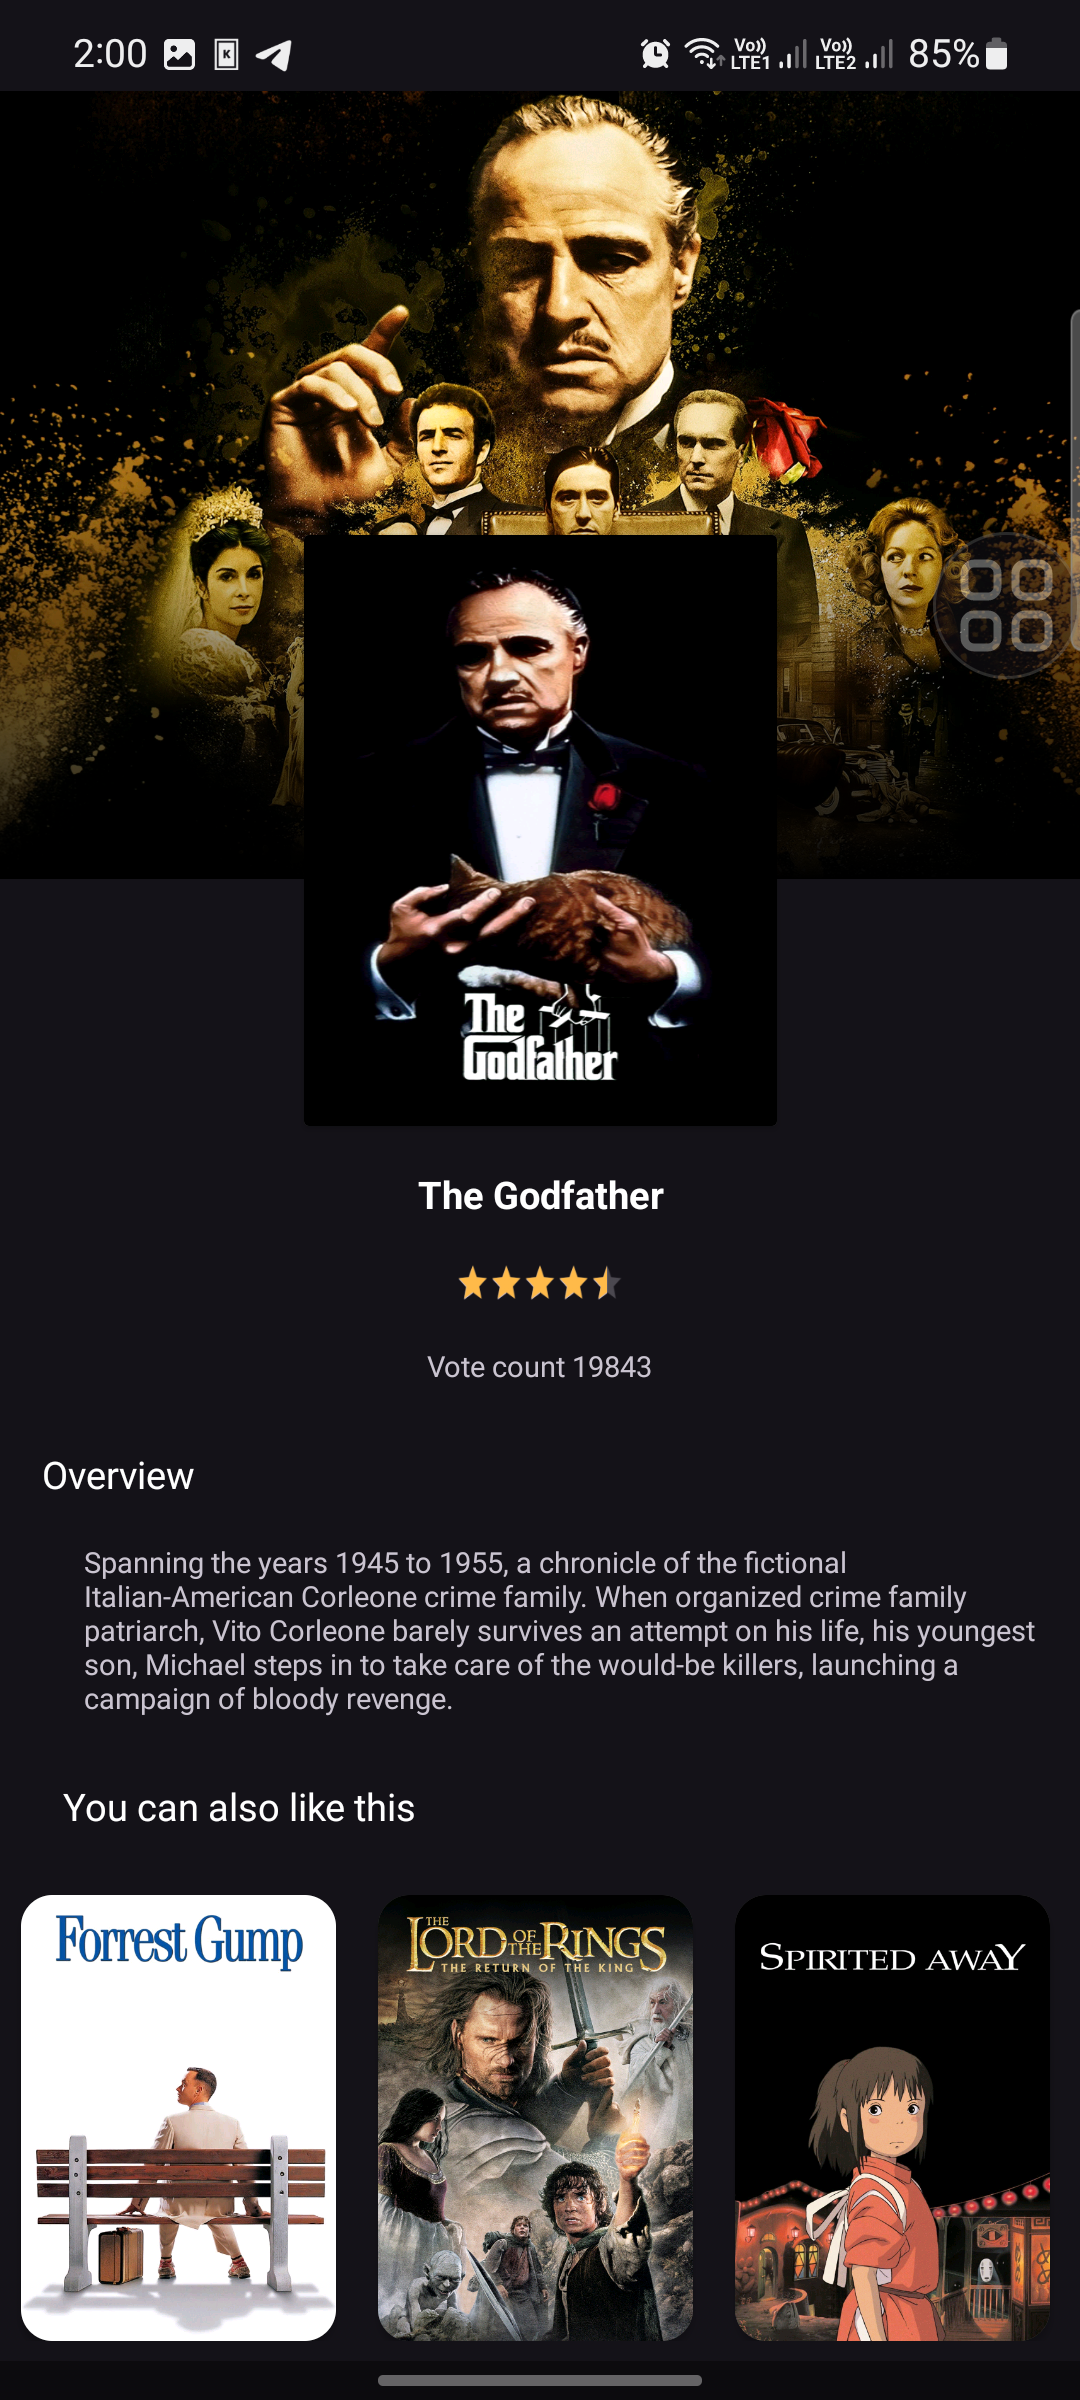 2:00
K
Vo)) LTE1
Vo)) LTE2
85%
The
Godfather
The Godfather
Vote count 19843
Overview
Spanning the years 1945 to 1955, a chronicle of the fictional
Italian-American Corleone crime family. When organized crime family
patriarch, Vito Corleone barely survives an attempt on his life, his youngest
son, Michael steps in to take care of the would-be killers, launching a
campaign of bloody revenge.
You can also like this
Forrest Gump
THE
LORD OF THE RINGS
THE RETURN OF THE KING
SPIRITED AWAY